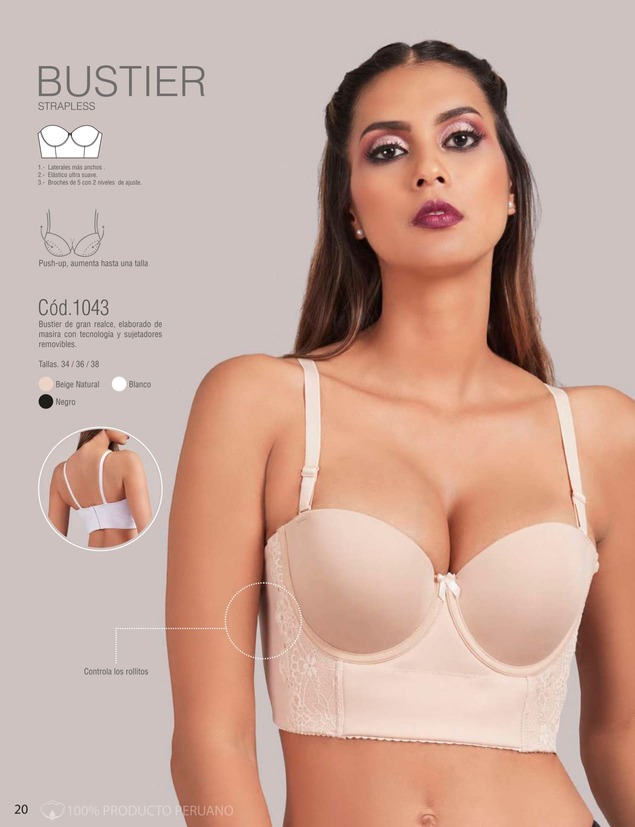 BUSTIER
STRAPLESS
1.- Laterales más anchos .
2.- Elástico ultra suave.
3.- Broches de 5 con 2 niveles de ajuste.
Push-up, aumenta hasta una talla
Cód.1043
Bustier de gran realce, elaborado de
masira con tecnología y sujetadores
removibles.
Tallas. 34 / 36 / 38
Beige Natural
Blanco
Negro
Controla los rollitos
20
100% PRODUCTO PERUANO